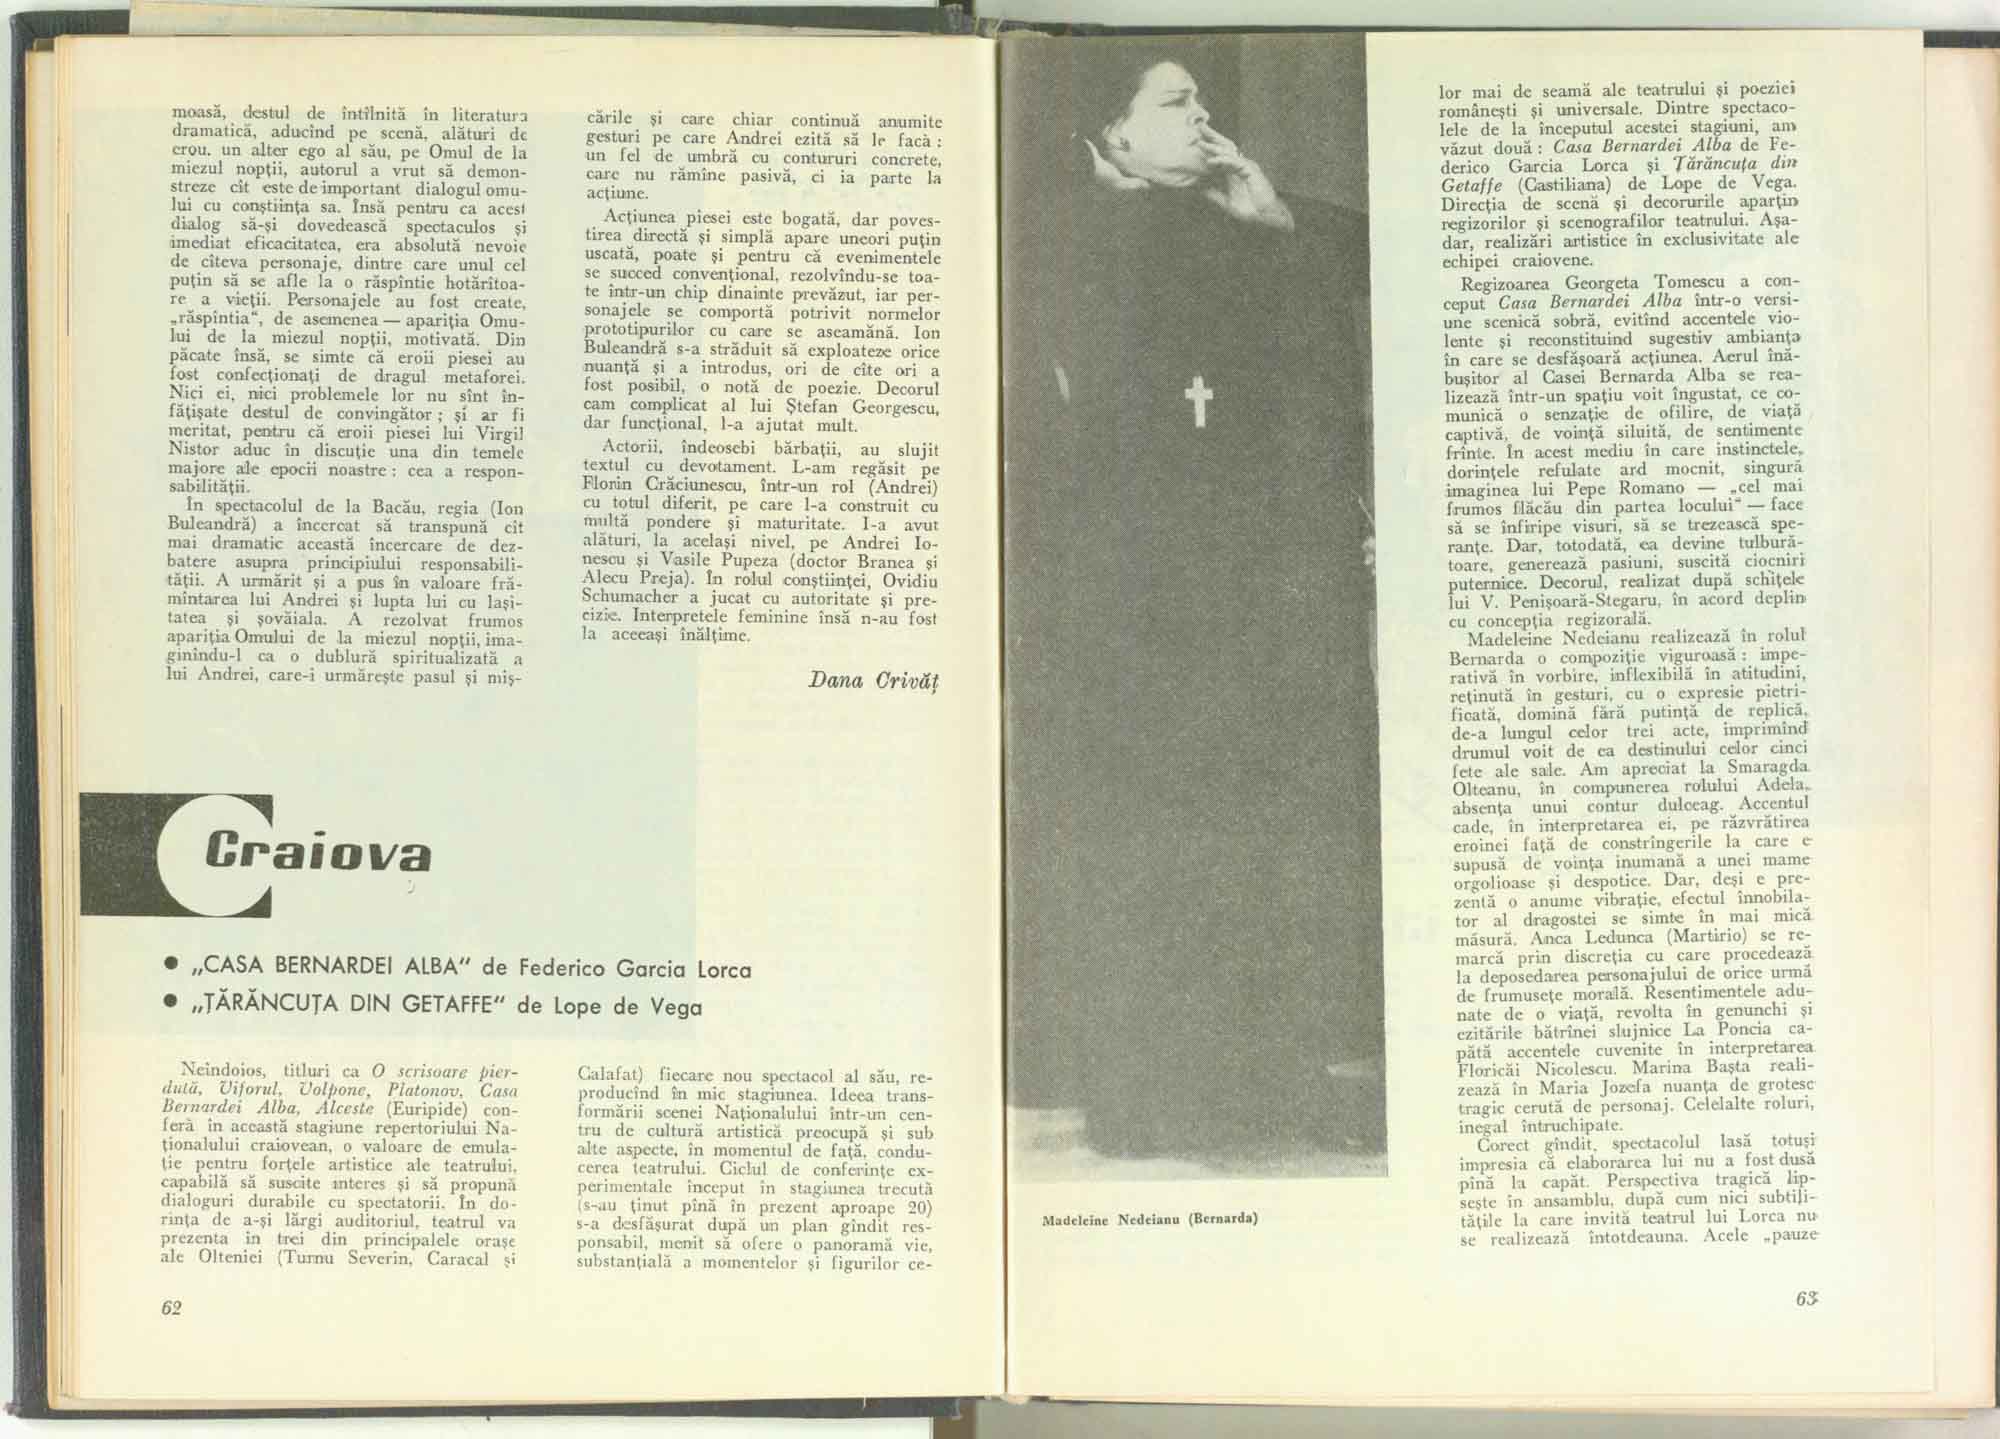 moasă, destul de întîlnită în literatura
dramatică, aducînd pe scenă, alături de
erou, un alter ego al său, pe Omul de la
miezul nopții, autorul a vrut să demon-
streze cît este de important dialogul omu-
lui cu conștiința sa. Însă pentru ca acest
dialog să-și dovedească spectaculos și
imediat eficacitatea, era absolută nevoie
de cîteva personaje, dintre care unul cel
puțin să se afle la o răspîntie hotărîtoa-
re a vieții. Personajele au fost create,
„răspîntia“, de asemenea — apariția Omu-
lui de la miezul nopții, motivată. Din
păcate însă, se simte că eroii piesei au
fost confecționați de dragul metaforei.
Nici ei, nici problemele lor nu sînt în-
fățișate destul de convingător ; și ar fi
meritat, pentru că eroii piesei lui Virgil
Nistor aduc în discuție una din temele
majore ale epocii noastre : cea a respon-
sabilității.
În spectacolul de la Bacău, regia (Ion
Buleandră) a încercat să transpună cît
mai dramatic această încercare de dez-
batere asupra principiului responsabili-
tății. A urmărit și a pus în valoare fră-
mîntarea lui Andrei și lupta lui cu lași-
tatea și șovăiala. A rezolvat frumos
apariția Omului de la miezul nopții, ima-
ginîndu-l ca o dublură spiritualizată a
lui Andrei, care-i urmărește pasul și miș-
cările și care chiar continuă anumite
gesturi pe care Andrei ezită să le facă :
un fel de umbră cu contururi concrete,
care nu rămîne pasivă, ci ia parte la
acțiune.
Acțiunea piesei este bogată, dar poves-
tirea directă și simplă apare uneori puțin
uscată, poate și pentru că evenimentele
se succed convențional, rezolvîndu-se toa-
te într-un chip dinainte prevăzut, iar per-
sonajele se comportă potrivit normelor
prototipurilor cu care se aseamănă. Ion
Buleandră s-a străduit să exploateze orice
nuanță și a introdus, ori de cîte ori a
fost posibil, o notă de poezie. Decorul
cam complicat al lui Ștefan Georgescu,
dar funcțional, l-a ajutat mult.
Actorii, îndeosebi bărbații, au slujit
textul cu devotament. L-am regăsit pe
Florin Crăciunescu, într-un rol (Andrei)
cu totul diferit, pe care l-a construit cu
multă pondere și maturitate. I-a avut
alături, la același nivel, pe Andrei Io-
nescu și Vasile Pupeza (doctor Branea și
Alecu Preja). În rolul conștiinței, Ovidiu
Schumacher a jucat cu autoritate și pre-
cizie. Interpretele feminine însă n-au fost
la aceeași înălțime.
Dana Crivăț
Craiova
• „CASA BERNARDEI ALBA“ de Federico Garcia Lorca
• „ȚĂRĂNCUȚA DIN GETAFFE“ de Lope de Vega
Neîndoios, titluri ca O scrisoare pier-
dută, Viforul, Volpone, Platonov, Casa
Bernardei Alba, Alceste (Euripide) con-
feră în această stagiune repertoriului Na-
ționalului craiovean, o valoare de emula-
ție pentru forțele artistice ale teatrului,
capabilă să suscite interes și să propună
dialoguri durabile cu spectatorii. În do-
rința de a-și lărgi auditoriul, teatrul va
prezenta în trei din principalele orașe
ale Olteniei (Turnu Severin, Caracal și
Calafat) fiecare nou spectacol al său, re-
producînd în mic stagiunea. Ideea trans-
formării scenei Naționalului într-un cen-
tru de cultură artistică preocupă și sub
alte aspecte, în momentul de față, condu-
cerea teatrului. Ciclul de conferințe ex-
perimentale început în stagiunea trecută
(s-au ținut pînă în prezent aproape 20)
s-a desfășurat după un plan gîndit res-
ponsabil, menit să ofere o panoramă vie,
substanțială a momentelor și figurilor ce-
62
Madeleine Nedeianu (Bernarda)
lor mai de seamă ale teatrului și poeziei
românești și universale. Dintre spectaco-
lele de la începutul acestei stagiuni, am
văzut două : Casa Bernardei Alba de Fe-
derico Garcia Lorca și Țărăncuța din
Getaffe (Castiliana) de Lope de Vega.
Direcția de scenă și decorurile aparțin
regizorilor și scenografilor teatrului. Așa-
dar, realizări artistice în exclusivitate ale
echipei craiovene.
Regizoarea Georgeta Tomescu a con-
ceput Casa Bernardei Alba într-o versi-
une scenică sobră, evitînd accentele vio-
lente și reconstituind sugestiv ambianța
în care se desfășoară acțiunea. Aerul înă-
bușitor al Casei Bernarda Alba se rea-
lizează într-un spațiu voit îngustat, ce co-
munică o senzație de ofilire, de viață
captivă, de voință siluită, de sentimente
frînte. În acest mediu în care instinctele,
dorințele refulate ard mocnit, singură
imaginea lui Pepe Romano — „cel mai
frumos flăcău din partea locului“ — face
să se înfiripe visuri, să se trezească spe-
ranțe. Dar, totodată, ea devine tulbură-
toare, generează pasiuni, suscită ciocniri
puternice. Decorul, realizat după schițele
lui V. Penișoară-Stegaru, în acord deplin
cu concepția regizorală.
Madeleine Nedeianu realizează în rolul
Bernarda o compoziție viguroasă : impe-
rativă în vorbire, inflexibilă în atitudini,
reținută în gesturi, cu o expresie pietri-
ficată, domină fără putință de replică,
de-a lungul celor trei acte, imprimînd
drumul voit de ea destinului celor cinci
fete ale sale. Am apreciat la Smaragda
Olteanu, în compunerea rolului Adela,
absența unui contur dulceag. Accentul
cade, în interpretarea ei, pe răzvrătirea
eroinei față de constrîngerile la care e
supusă de voința inumană a unei mame
orgolioase și despotice. Dar, deși e pre-
zentă o anume vibrație, efectul înnobila-
tor al dragostei se simte în mai mică
măsură. Anca Ledunca (Martirio) se re-
marcă prin discreția cu care procedează
la deposedarea personajului de orice urmă
de frumusețe morală. Resentimentele adu-
nate de o viață, revolta în genunchi și
ezitările bătrînei slujnice La Poncia ca-
pătă accentele cuvenite în interpretarea
Floricăi Nicolescu. Marina Bașta reali-
zează în Maria Jozefa nuanța de grotesc
tragic cerută de personaj. Celelalte roluri,
inegal întruchipate.
Corect gîndit, spectacolul lasă totuși
impresia că elaborarea lui nu a fost dusă
pînă la capăt. Perspectiva tragică lip-
sește în ansamblu, după cum nici subtili-
tățile la care invită teatrul lui Lorca nu
se realizează întotdeauna. Acele „pauze
63